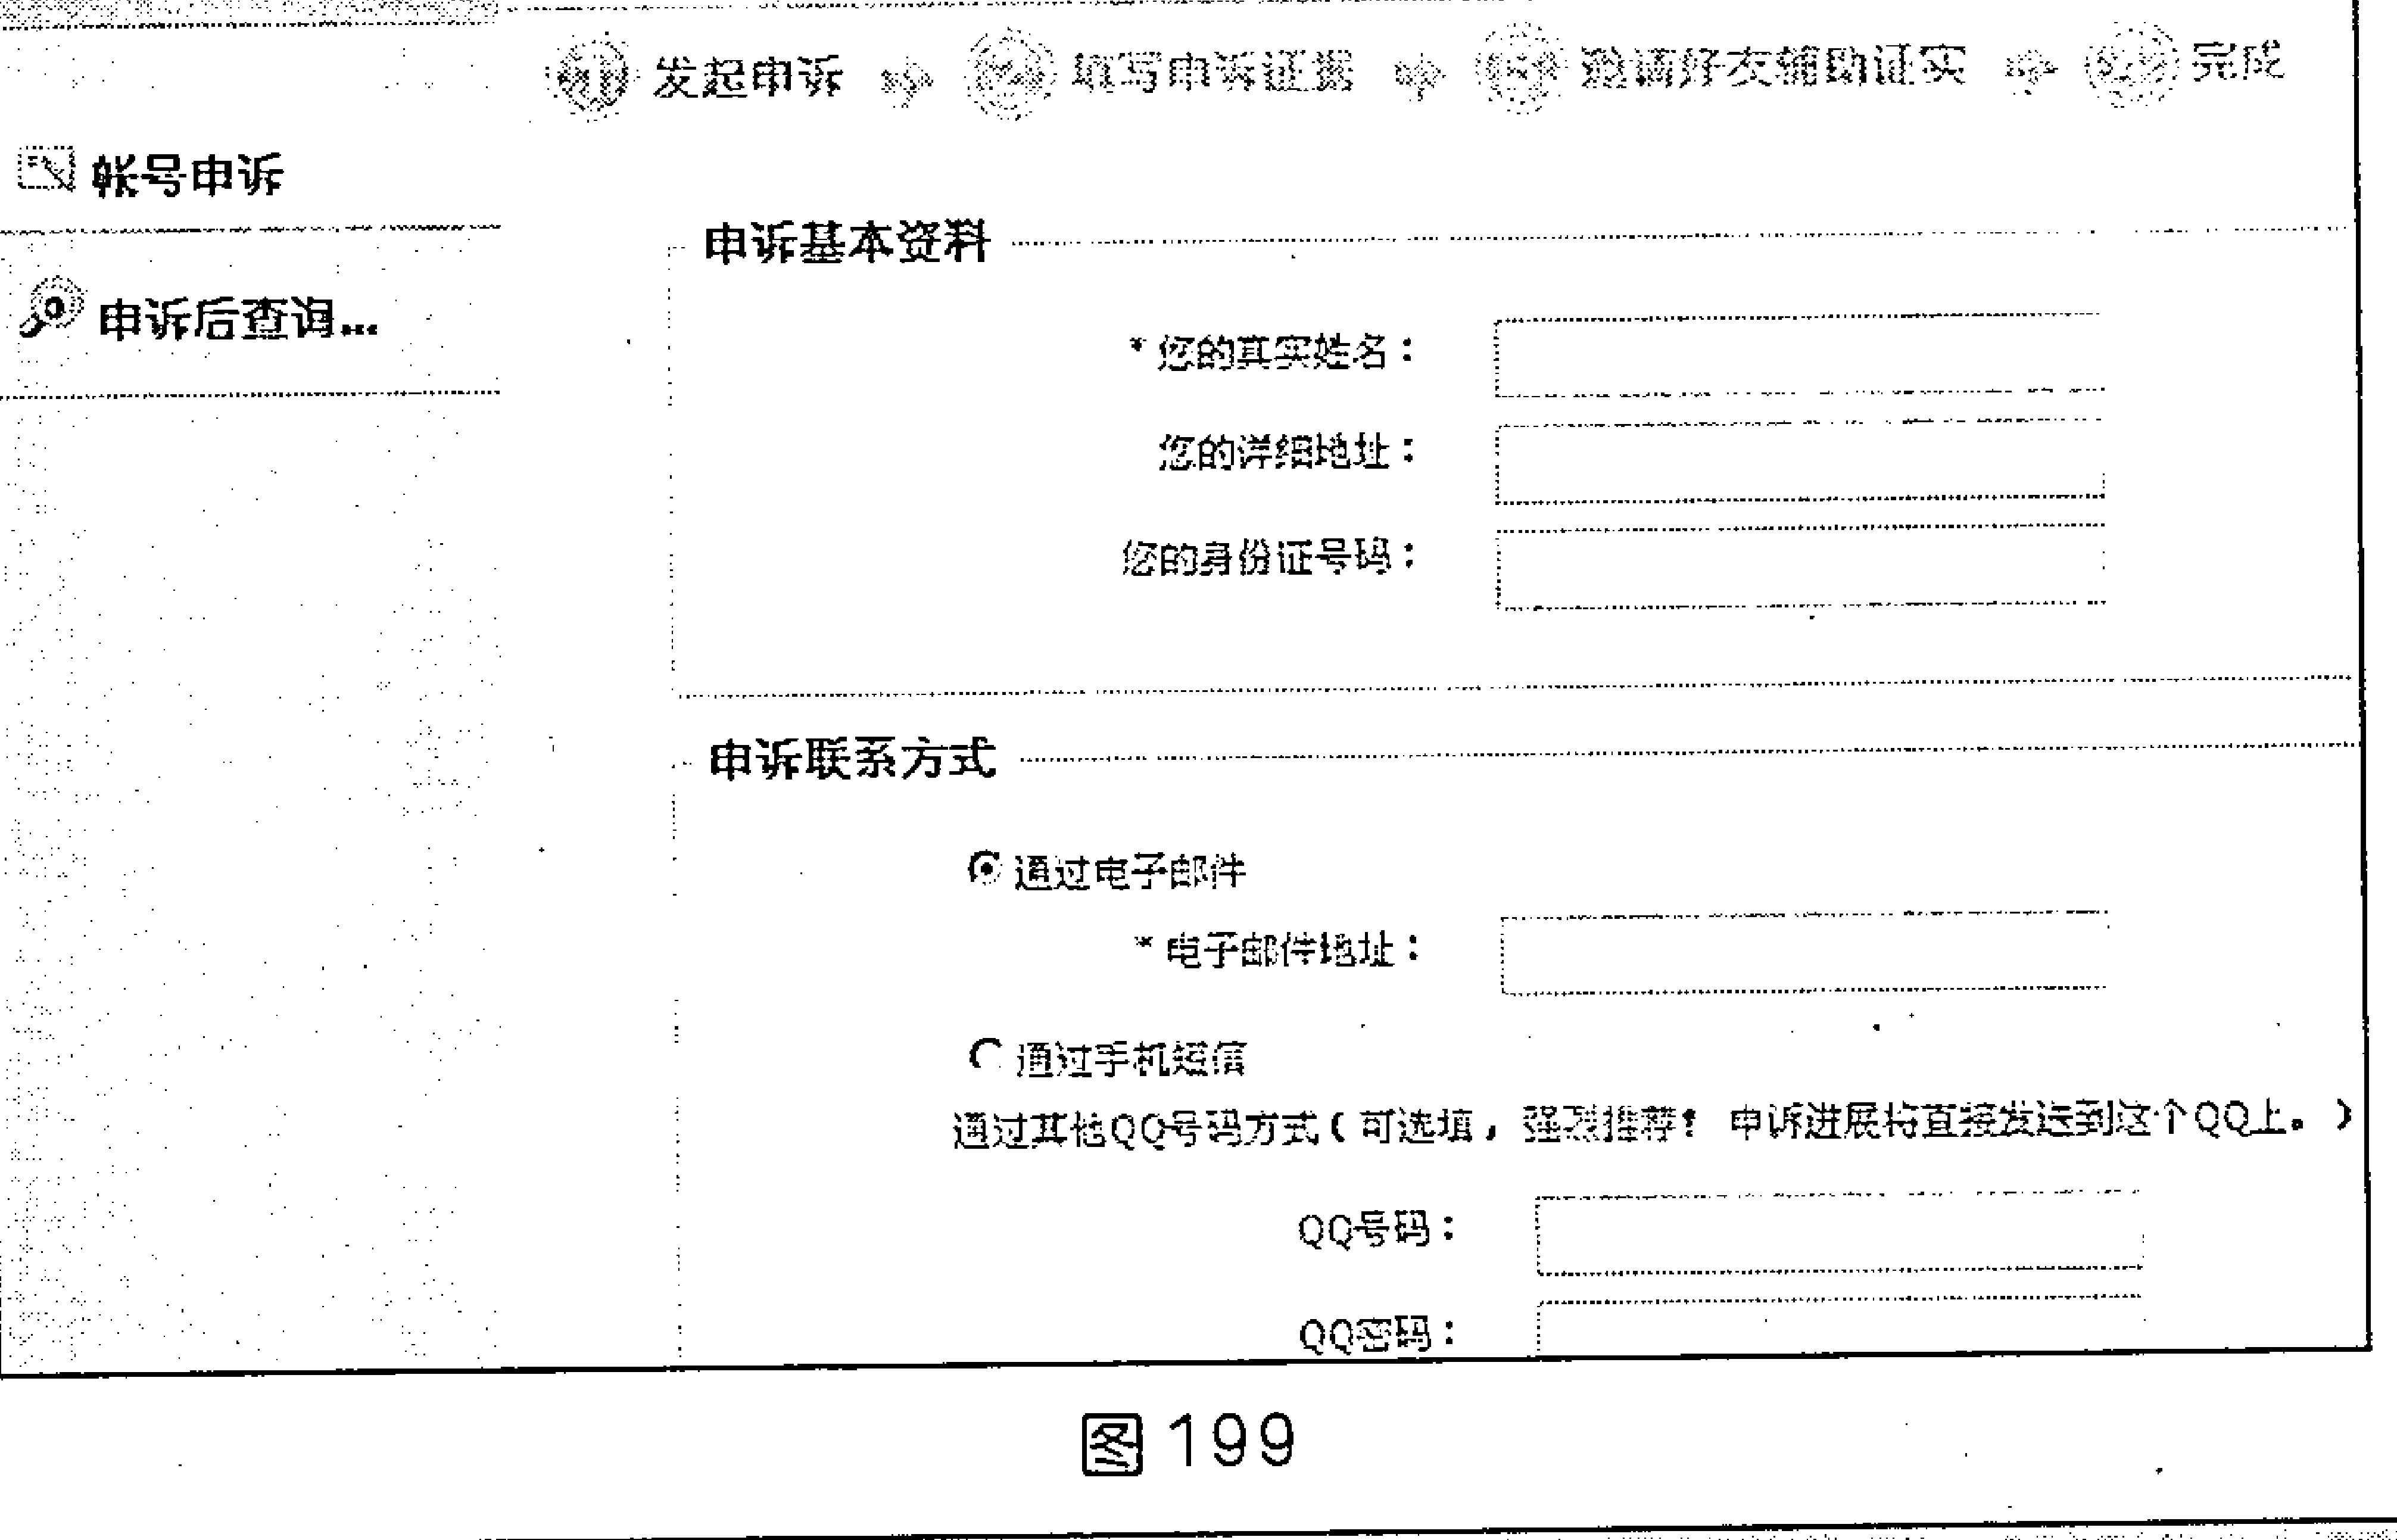 发起申诉 填写申诉证据 邀请好友辅助证实 完成
帐号申诉
申诉后查询...
申诉基本资料
* 您的真实姓名：
您的详细地址：
您的身份证号码：
申诉联系方式
通过电子邮件
* 电子邮件地址：
通过手机短信
通过其他QQ号码方式（可选填，强烈推荐！申诉进展将直接发送到这个QQ上。）
QQ号码：
QQ密码：
图 199